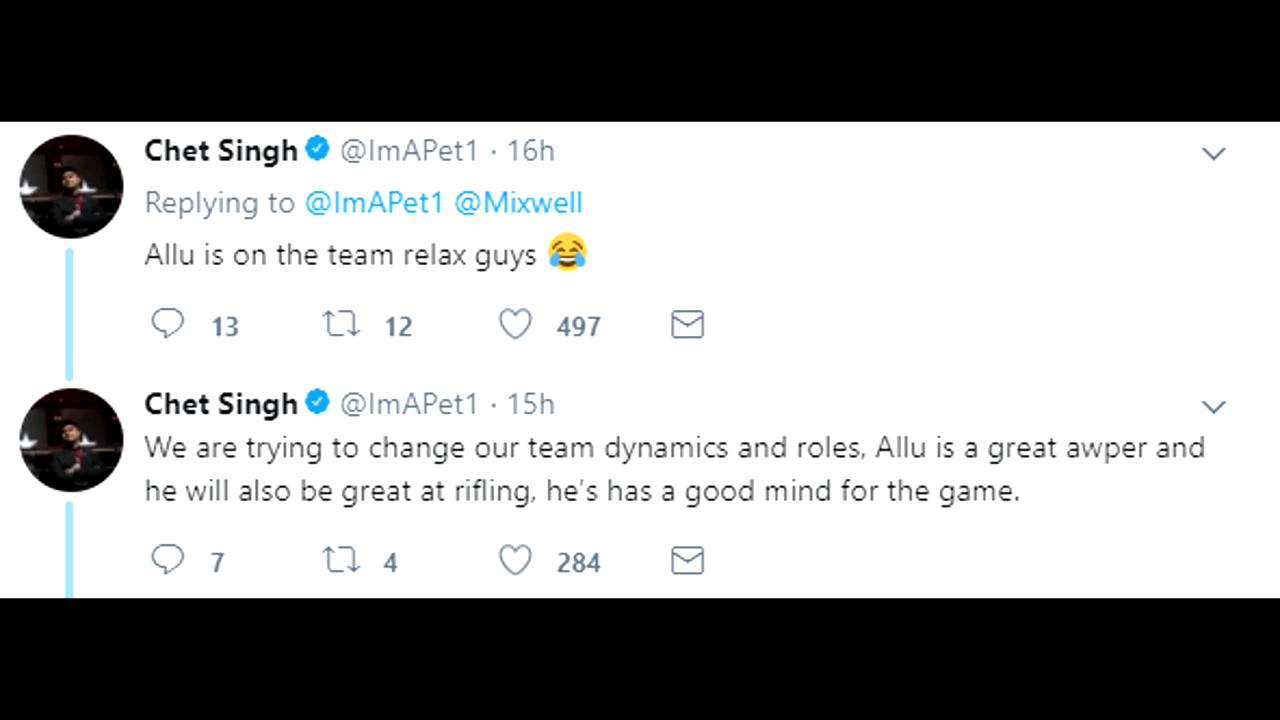 Chet Singh @ImAPet1 · 16h
Replying to @ImAPet1 @Mixwell
Allu is on the team relax guys 😂
13 12 497
Chet Singh @ImAPet1 · 15h
We are trying to change our team dynamics and roles, Allu is a great awper and
he will also be great at rifling, he's has a good mind for the game.
7 4 284